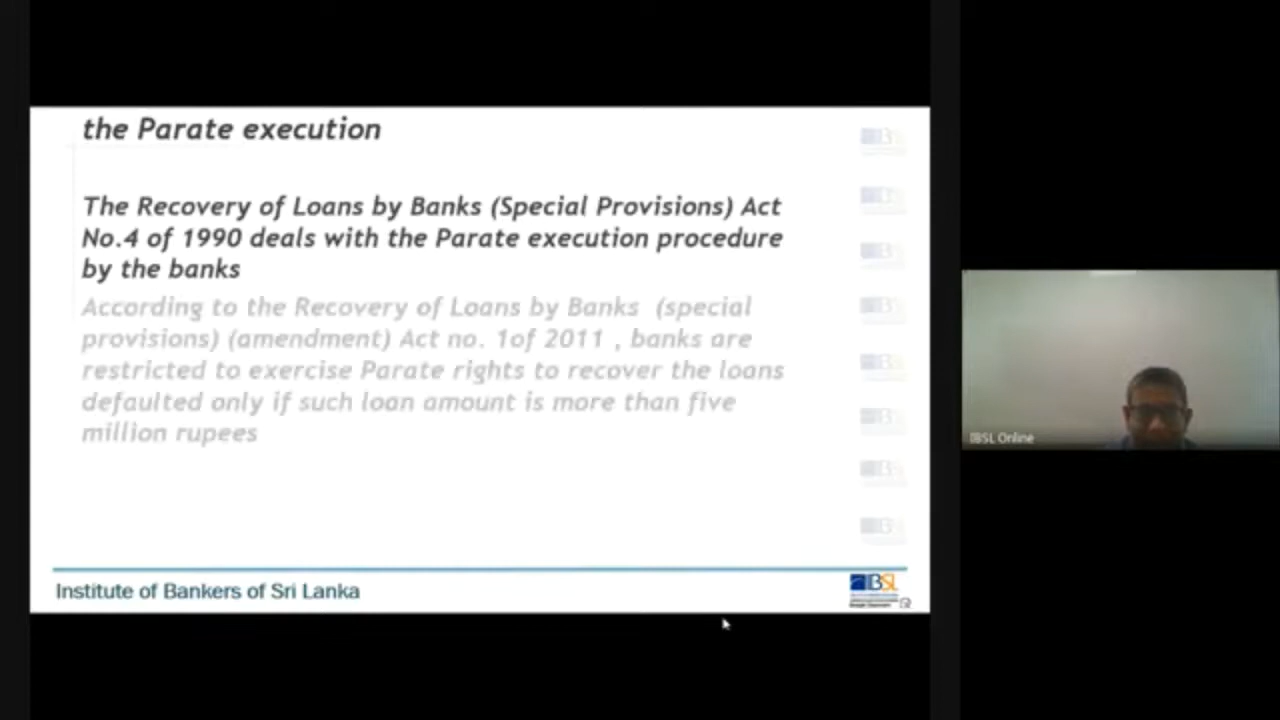 the Parate execution
The Recovery of Loans by Banks (Special Provisions) Act
No.4 of 1990 deals with the Parate execution procedure
by the banks
According to the Recovery of Loans by Banks (special
provisions) (amendment) Act no. 1of 2011 , banks are
restricted to exercise Parate rights to recover the loans
defaulted only if such loan amount is more than five
million rupees
Institute of Bankers of Sri Lanka
IBSL
IBSL Online